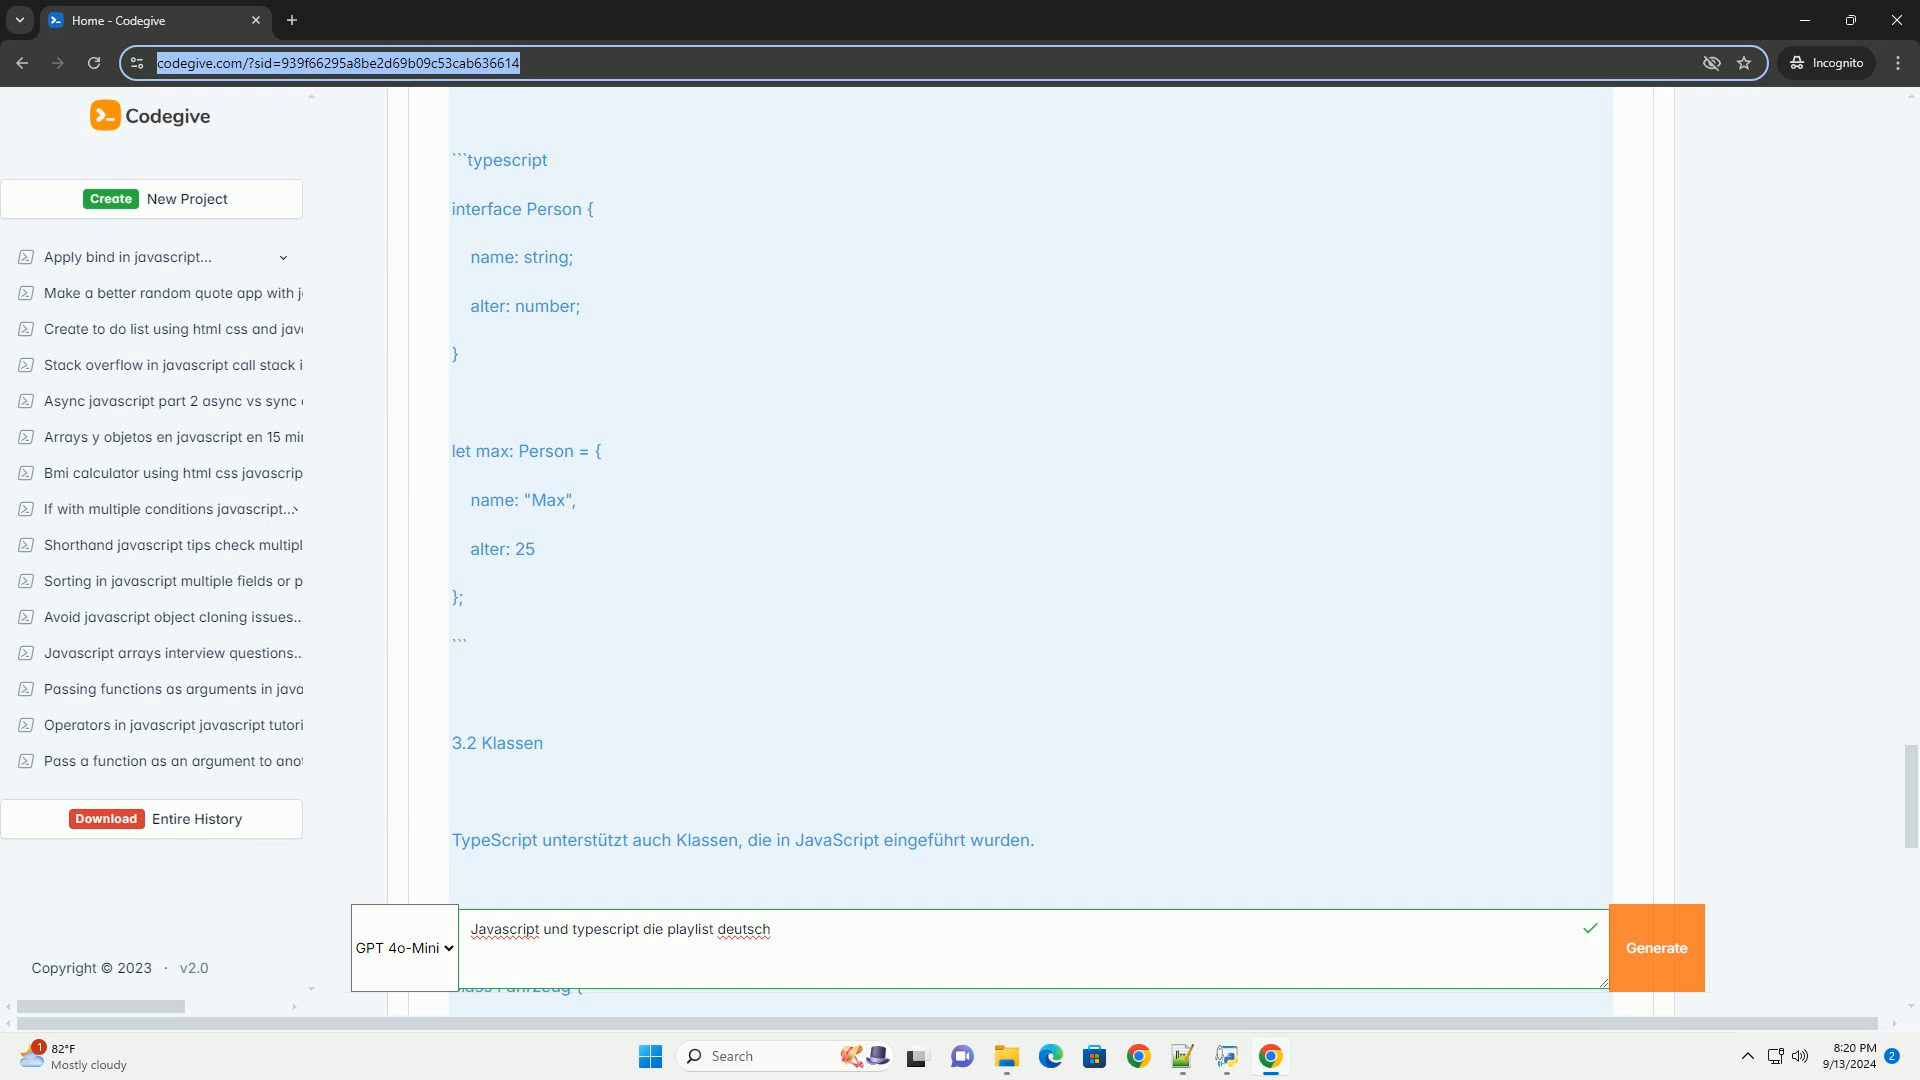 Home - Codegive
codegive.com/?sid=939f66295a8be2d69b09c53cab636614
Incognito
Codegive
Create New Project
Apply bind in javascript...
Make a better random quote app with j
Create to do list using html css and java
Stack overflow in javascript call stack i
Async javascript part 2 async vs sync
Arrays y objetos en javascript en 15 min
Bmi calculator using html css javascrip
If with multiple conditions javascript...
Shorthand javascript tips check multipl
Sorting in javascript multiple fields or p
Avoid javascript object cloning issues...
Javascript arrays interview questions...
Passing functions as arguments in java
Operators in javascript javascript tutori
Pass a function as an argument to anot
Download Entire History
Copyright © 2023 · v2.0
```typescript
interface Person {
name: string;
alter: number;
}
let max: Person = {
name: "Max",
alter: 25
};
```
3.2 Klassen
TypeScript unterstützt auch Klassen, die in JavaScript eingeführt wurden.
GPT 4o-Mini
Javascript und typescript die playlist deutsch
Generate
class Fahrzeug {
1
82°F
Mostly cloudy
Search
8:20 PM
9/13/2024
2